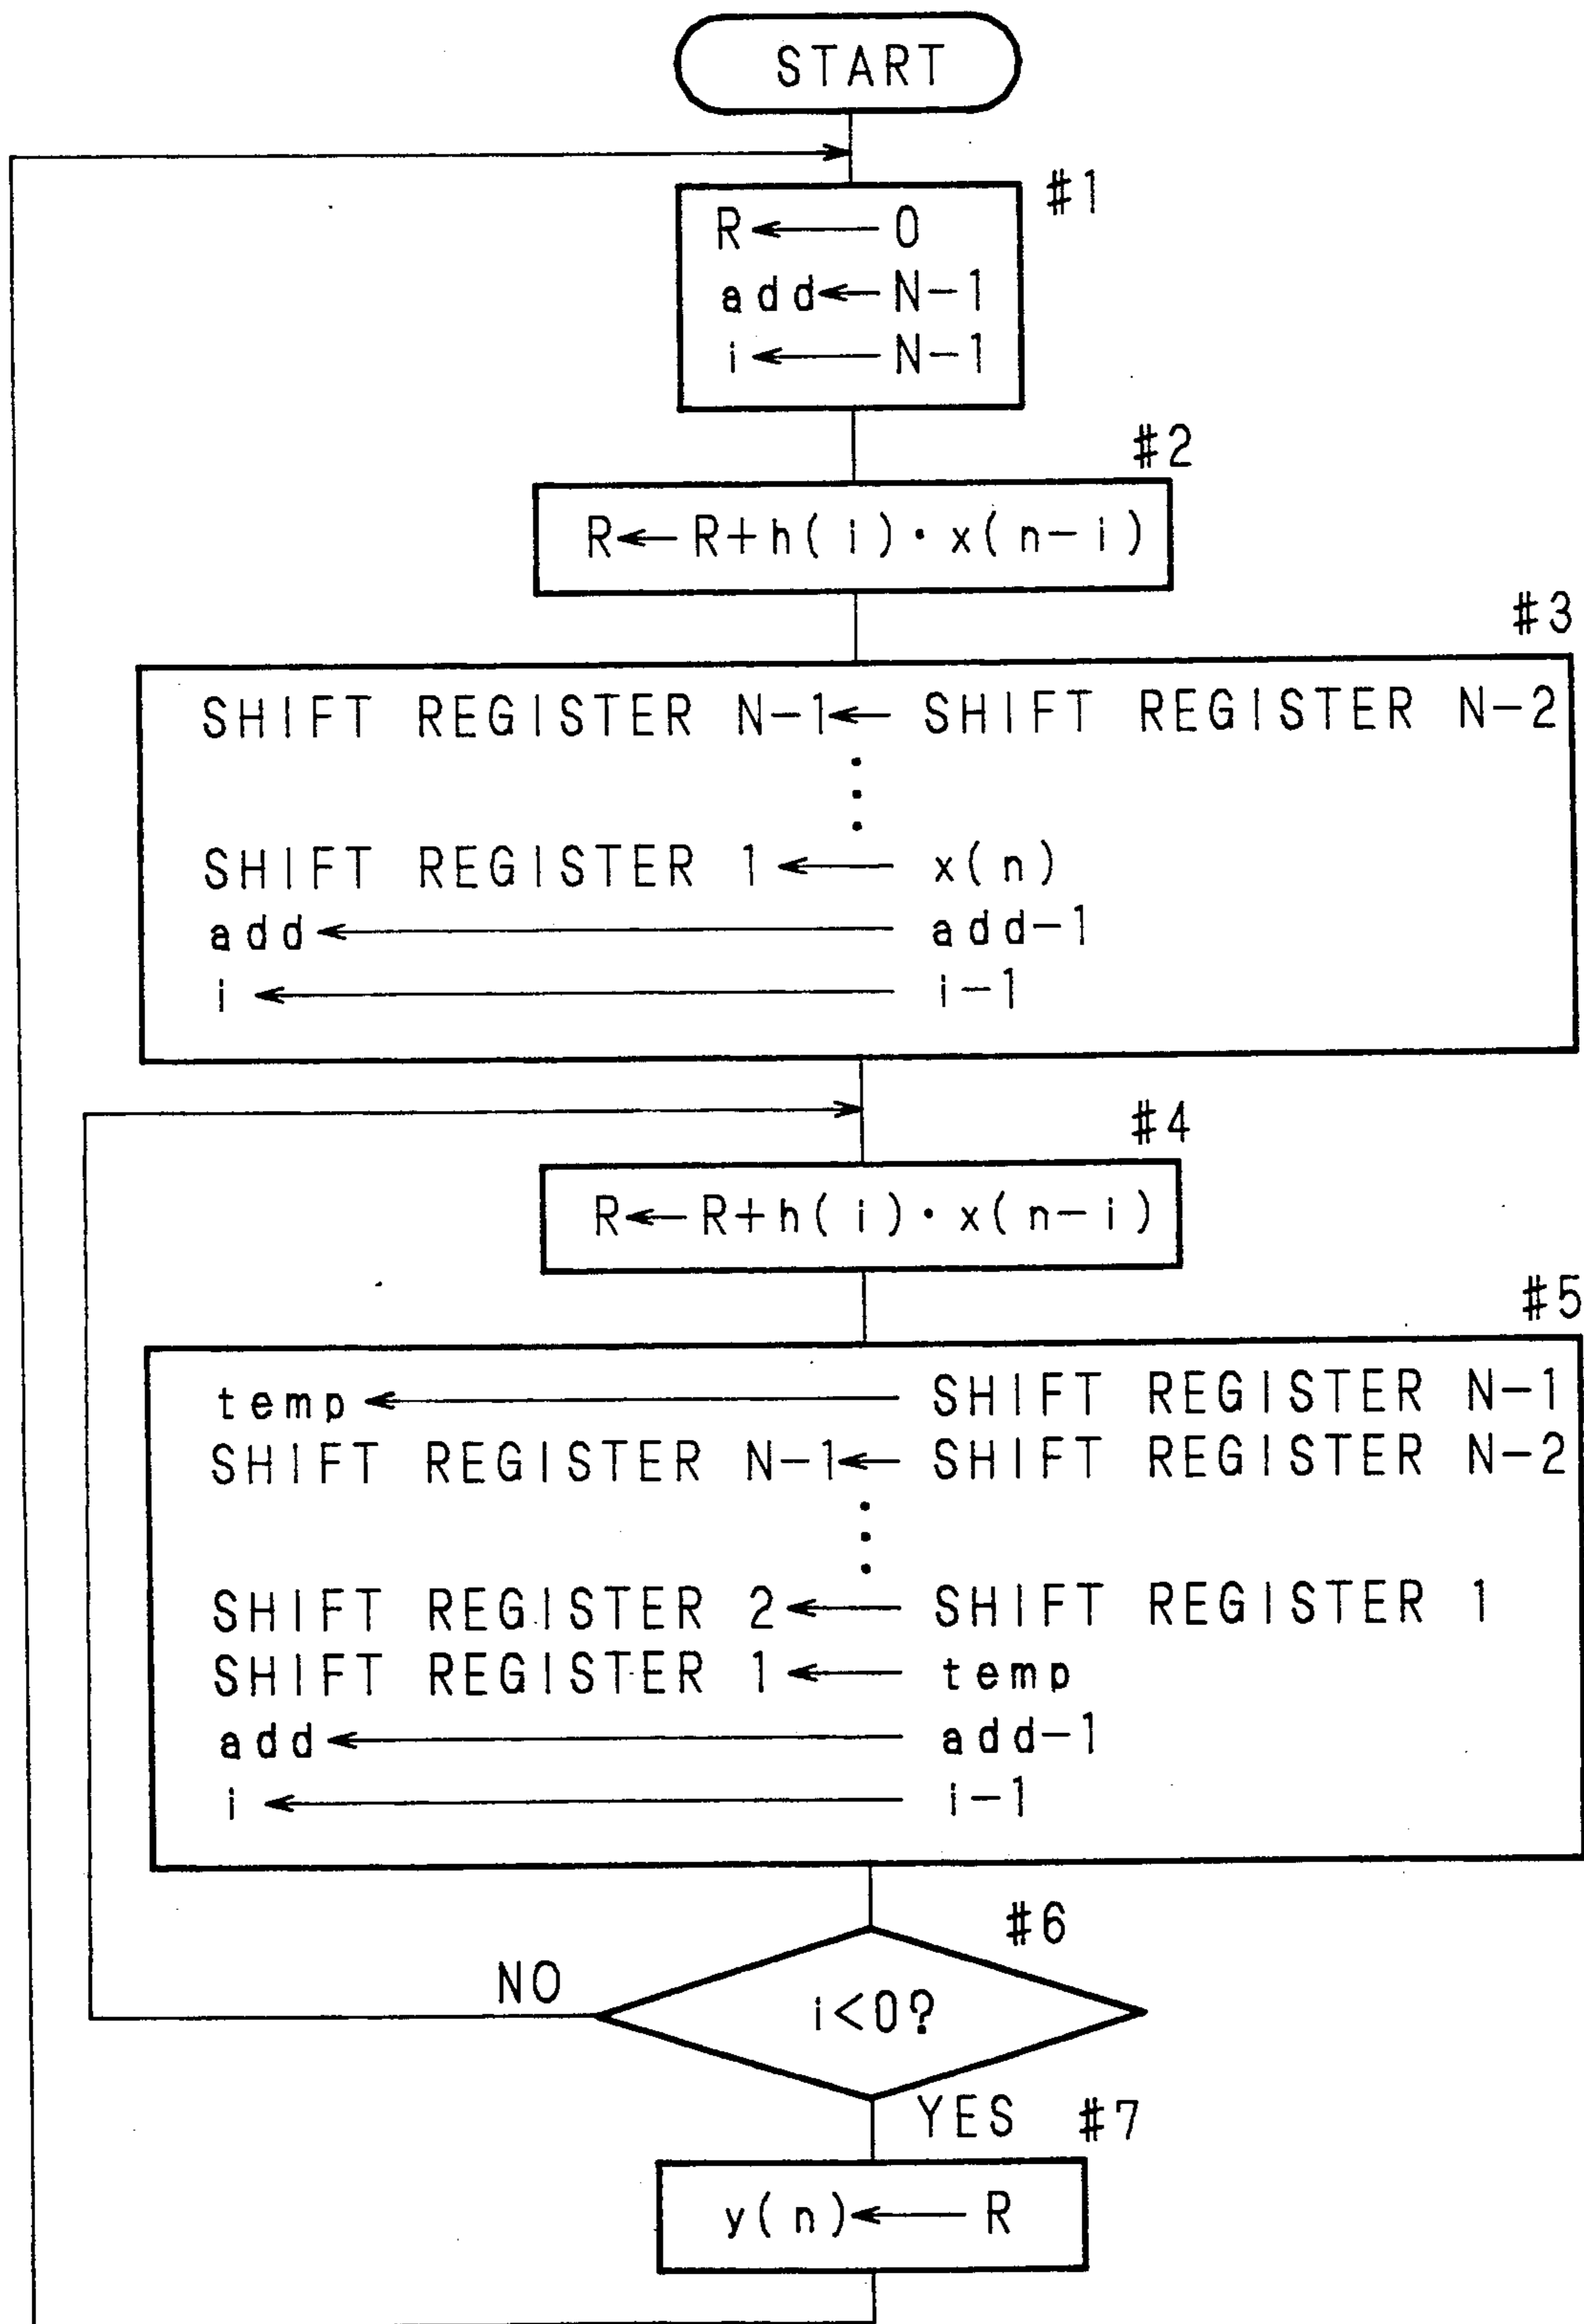 START
#1
R ← 0
add ← N-1
i ← N-1
#2
R ← R+h(i)·x(n-i)
#3
SHIFT REGISTER N-1 ← SHIFT REGISTER N-2
⋮
SHIFT REGISTER 1 ← x(n)
add ← add-1
i ← i-1
#4
R ← R+h(i)·x(n-i)
#5
temp ← SHIFT REGISTER N-1
SHIFT REGISTER N-1 ← SHIFT REGISTER N-2
⋮
SHIFT REGISTER 2 ← SHIFT REGISTER 1
SHIFT REGISTER 1 ← temp
add ← add-1
i ← i-1
#6
NO
i<0?
YES #7
y(n) ← R